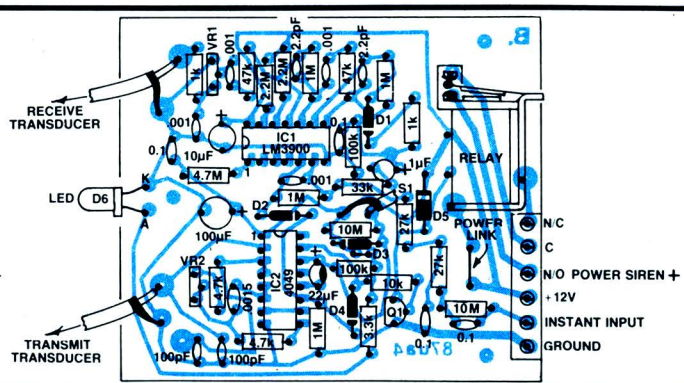 B.
VR1
.001
2.2pF
.001
2.2pF
1k
47k
2.2M
2.2M
1M
47k
1M
RECEIVE
TRANSDUCER
.001
0.1
10µF
IC1
LM3900
0.1
100k
D1
1k
4.7M
1
.001
1µF
RELAY
K
LED
D6
A
1M
33k
S1
D2
100µF
10M
27k
D5
POWER
LINK
N/C
C
N/O POWER SIREN +
+ 12V
INSTANT INPUT
GROUND
1
D3
VR2
4.7k
.0015
IC2
4049
22µF
100k
10k
27k
D4
3.3k
Q1
10M
0.1
0.1
1M
TRANSMIT
TRANSDUCER
100pF
100pF
4.7k
87ua4